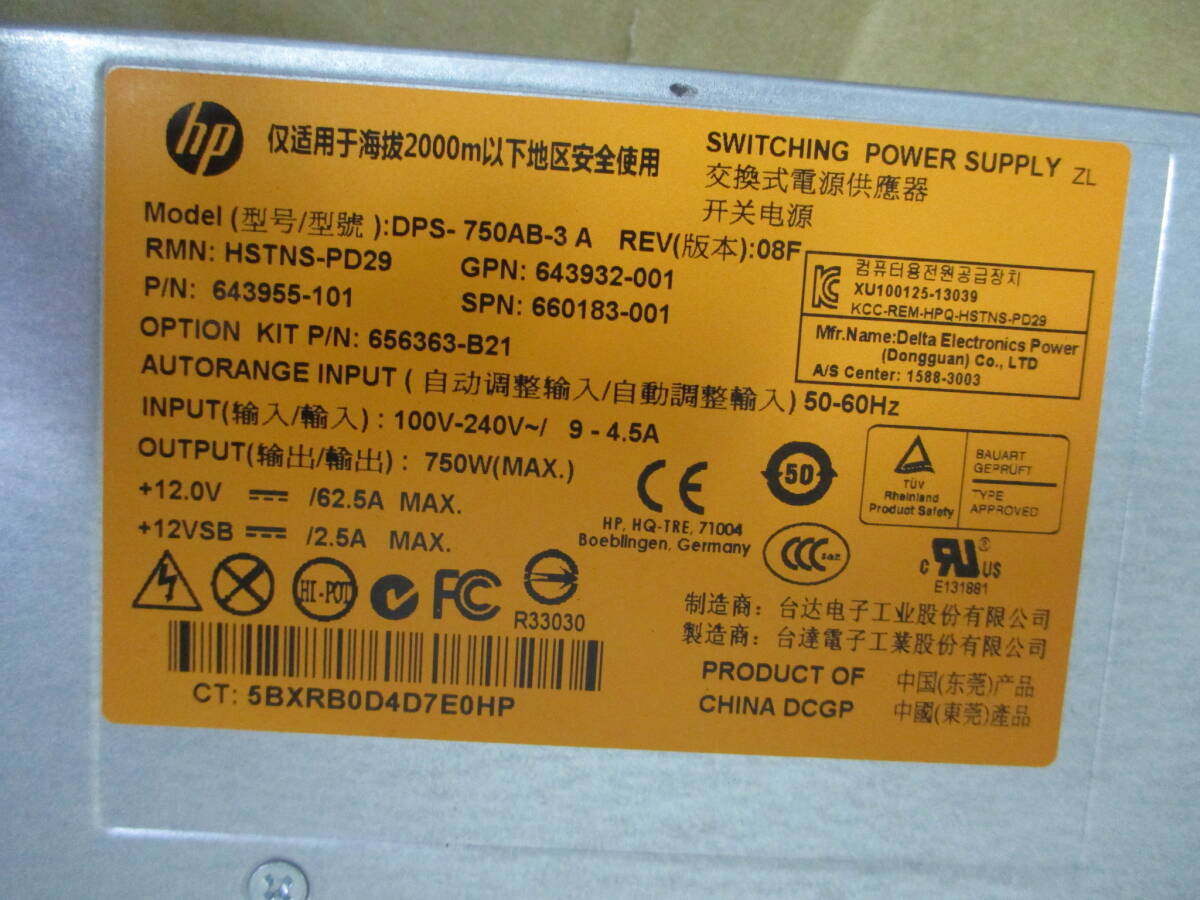 hp 仅适用于海拔2000m以下地区安全使用
SWITCHING POWER SUPPLY ZL
交換式電源供應器
开关电源
Model (型号/型號 ):DPS- 750AB-3 A REV(版本):08F
RMN: HSTNS-PD29 GPN: 643932-001
P/N: 643955-101 SPN: 660183-001
OPTION KIT P/N: 656363-B21
컴퓨터용전원공급장치
XU100125-13039
KCC-REM-HPQ-HSTNS-PD29
Mfr.Name:Delta Electronics Power
(Dongguan) Co., LTD
A/S Center: 1588-3003
AUTORANGE INPUT ( 自动调整输入/自動調整輸入) 50-60Hz
INPUT(输入/輸入) : 100V-240V~/ 9 - 4.5A
OUTPUT(输出/輸出) : 750W(MAX.)
+12.0V ⎓ /62.5A MAX.
+12VSB ⎓ /2.5A MAX.
CE
HP, HQ-TRE, 71004
Boeblingen, Germany
50
TÜV
Rheinland
Product Safety
BAUART
GEPRÜFT
TYPE
APPROVED
CCC S&E
c RU ® US
E131881
HI-POT
FC
R33030
制造商：台达电子工业股份有限公司
製造商：台達電子工業股份有限公司
CT: 5BXRB0D4D7E0HP
PRODUCT OF
CHINA DCGP
中国(东莞)产品
中國(東莞)產品